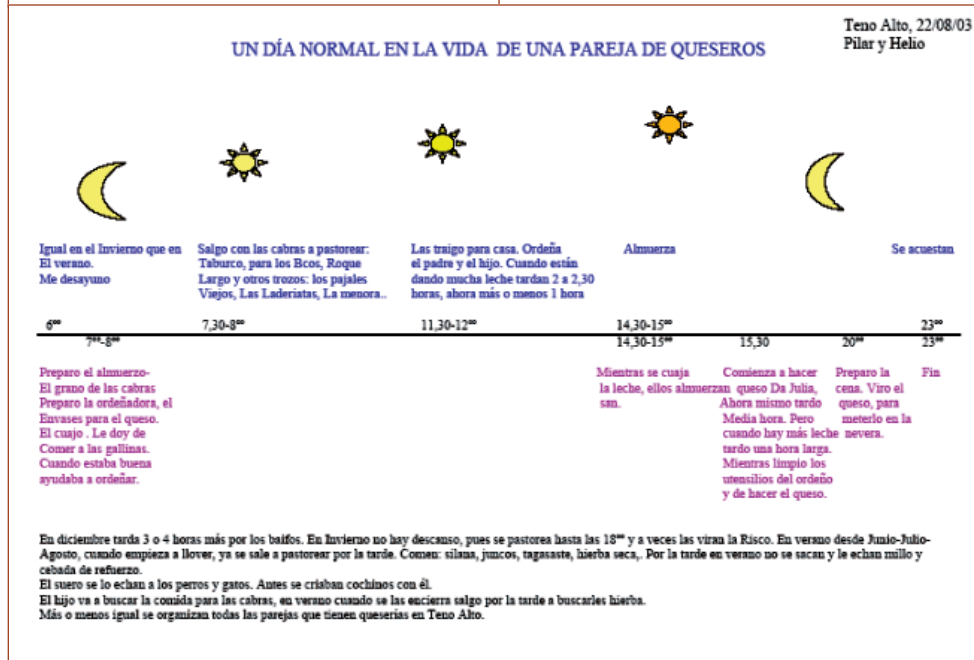 Teno Alto, 22/08/03
Pilar y Helio
UN DÍA NORMAL EN LA VIDA DE UNA PAREJA DE QUESEROS
Igual en el Invierno que en
El verano.
Me desayuno
Salgo con las cabras a pastorear:
Taburco, para los Bcos, Roque
Largo y otros trozos: los pajales
Viejos, Las Laderiatas, La menora..
Las traigo para casa. Ordeña
el padre y el hijo. Cuando están
dando mucha leche tardan 2 a 2,30
horas, ahora más o menos 1 hora
Almuerza
Se acuestan
6ºº 7,30-8ºº 11,30-12ºº 14,30-15ºº 23ºº
7ºº-8ºº 14,30-15ºº 15,30 20ºº 23ºº
Preparo el almuerzo-
El grano de las cabras
Preparo la ordeñadora, el
Envases para el queso.
El cuajo . Le doy de
Comer a las gallinas.
Cuando estaba buena
ayudaba a ordeñar.
Mientras se cuaja
la leche, ellos almuerzan
san.
Comienza a hacer
queso Da Julia,
Ahora mismo tardo
Media hora. Pero
cuando hay más leche
tardo una hora larga.
Mientras limpio los
utensilios del ordeño
y de hacer el queso.
Preparo la
cena. Viro el
queso, para
meterlo en la
nevera.
Fin
En diciembre tarda 3 o 4 horas más por los baifos. En Invierno no hay descanso, pues se pastorea hasta las 18ºº y a veces las viran la Risco. En verano desde Junio-Julio-
Agosto, cuando empieza a llover, ya se sale a pastorear por la tarde. Comen: silana, juncos, tagasaste, hierba seca,. Por la tarde en verano no se sacan y le echan millo y
cebada de refuerzo.
El suero se lo echan a los perros y gatos. Antes se criaban cochinos con él.
El hijo va a buscar la comida para las cabras, en verano cuando se las encierra salgo por la tarde a buscarles hierba.
Más o menos igual se organizan todas las parejas que tienen queserías en Teno Alto.